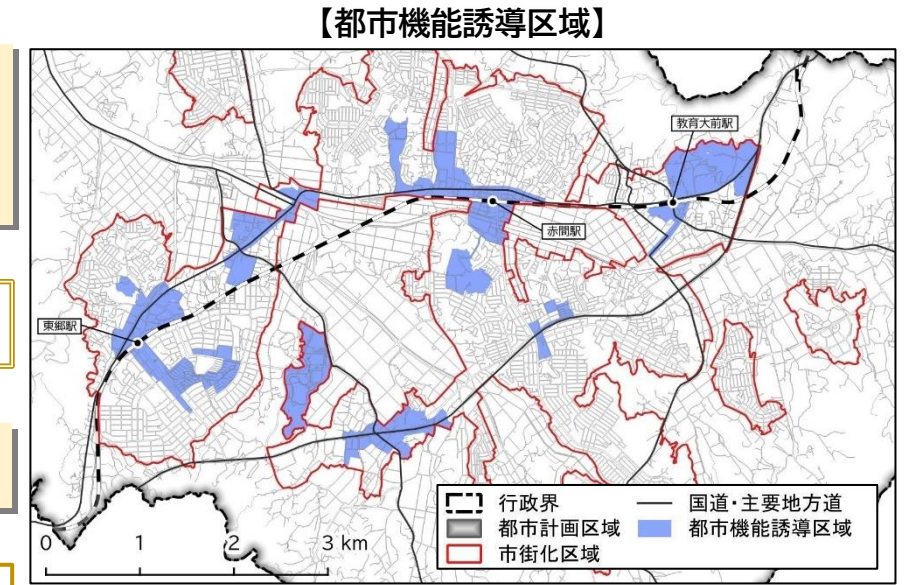 【都市機能誘導区域】
教育大前駅
赤間駅
東郷駅
行政界
国道・主要地方道
都市計画区域
都市機能誘導区域
市街化区域
0 1 2 3 km